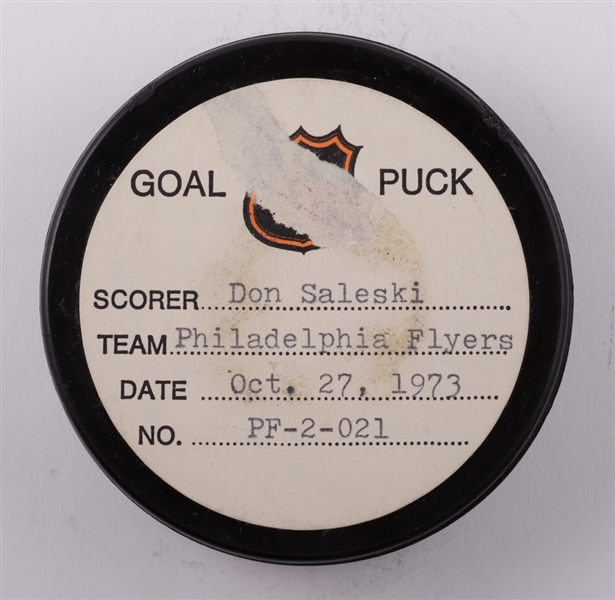 GOAL PUCK
SCORER Don Saleski
TEAM Philadelphia Flyers
DATE Oct. 27, 1973
NO. PF-2-021